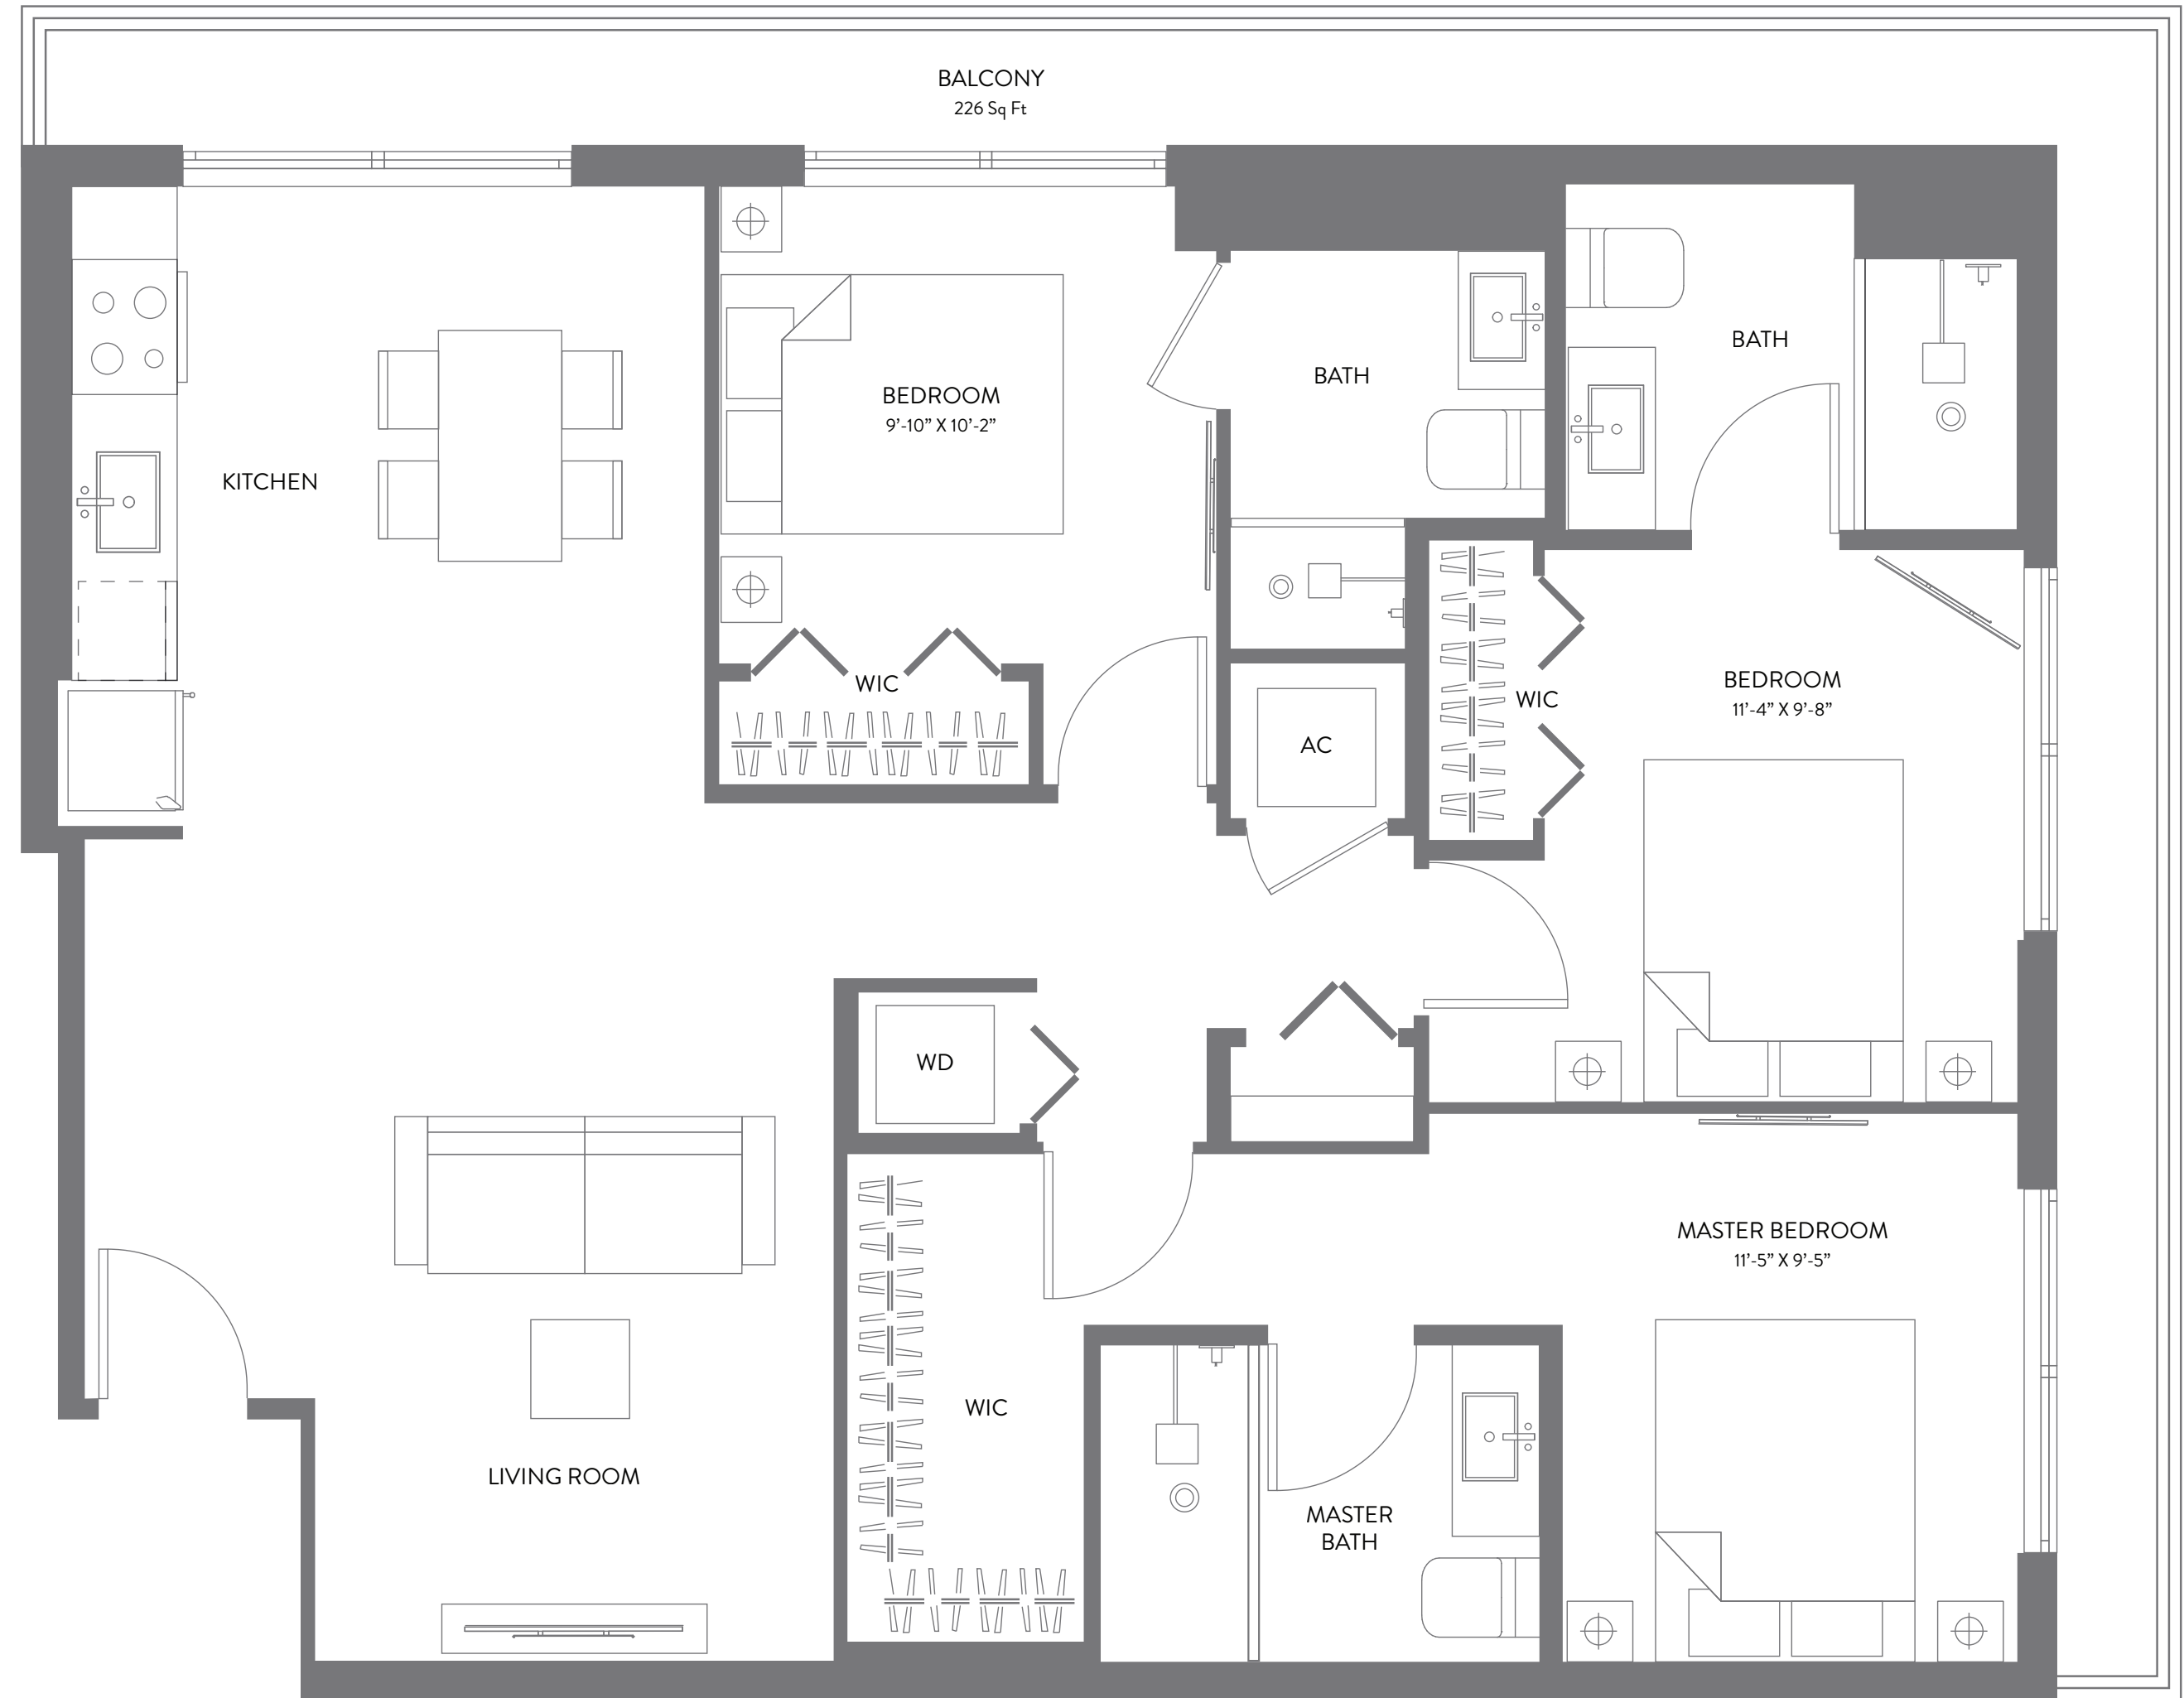 BALCONY
226 Sq Ft
BATH
BATH
BEDROOM
9’-10” X 10’-2”
KITCHEN
WIC
BEDROOM
11’-4” X 9’-8”
WIC
AC
WD
MASTER BEDROOM
11’-5” X 9’-5”
WIC
LIVING ROOM
MASTER
BATH